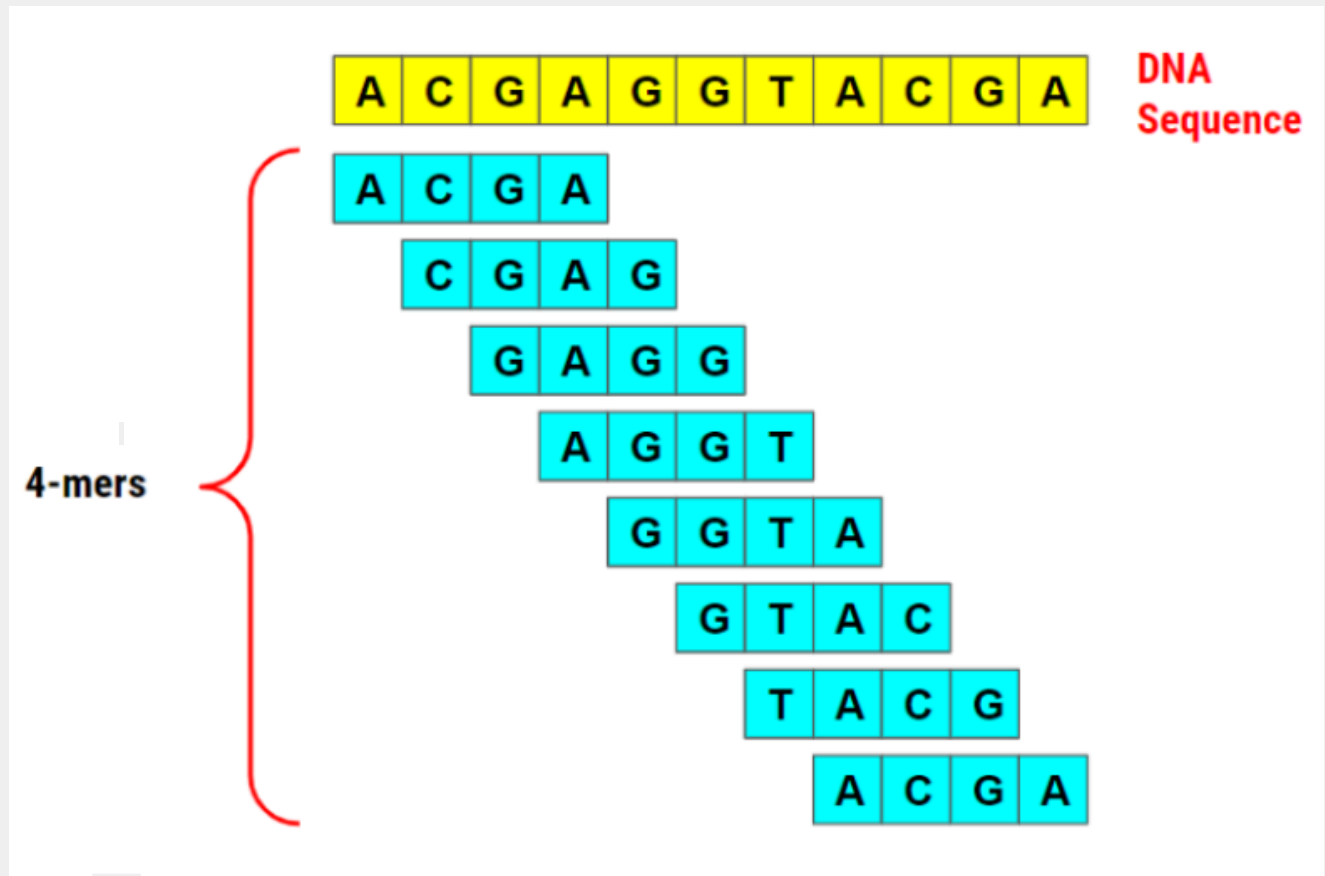 A C G A G G T A C G A
DNA
Sequence
A C G A
C G A G
G A G G
A G G T
4-mers
G G T A
G T A C
T A C G
A C G A